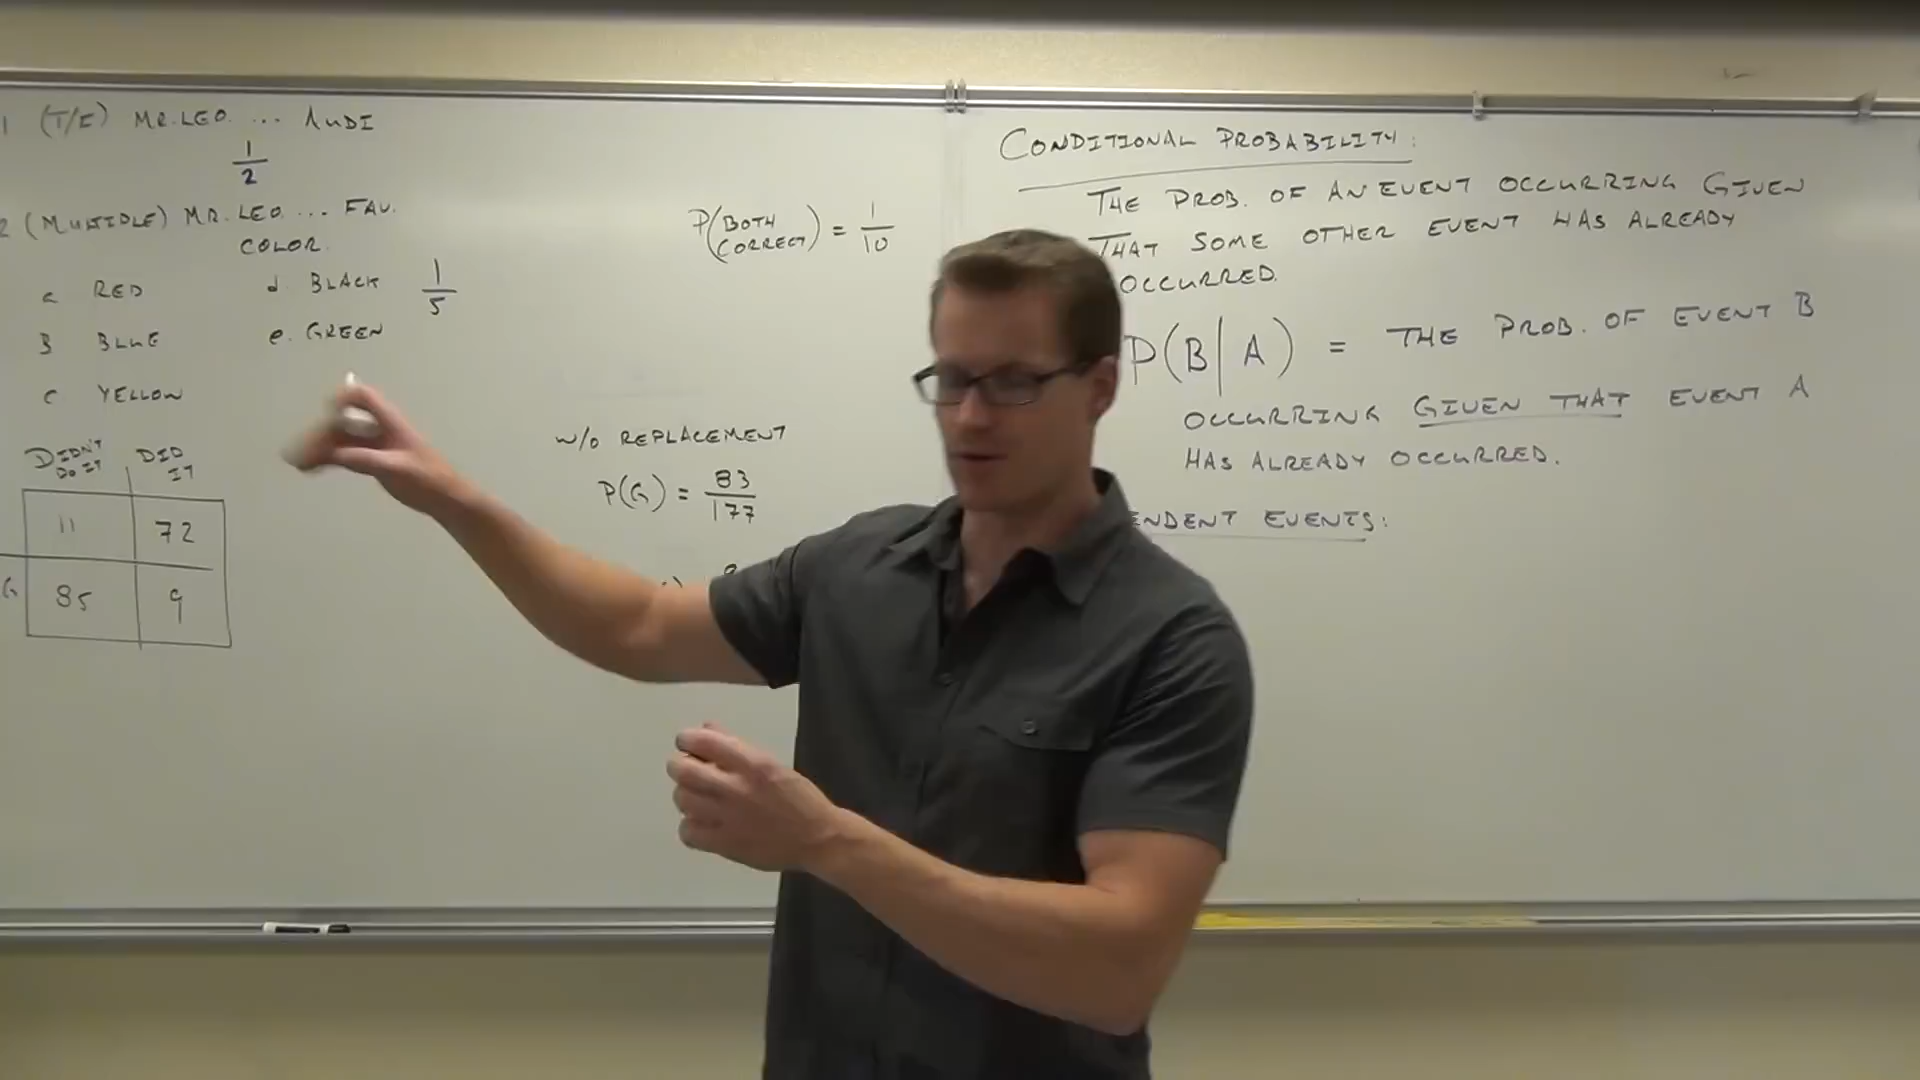 1 (T/F) MR. LEO. ... AUDI
1/2
2 (MULTIPLE) MR. LEO. ... FAV.
COLOR
a RED
d. BLACK 1/5
B BLUE
e. GREEN
c YELLOW
DIDN'T DO IT
DID IT
11 72
G 85 9
P(BOTH CORRECT) = 1/10
W/O REPLACEMENT
P(G) = 83/177
CONDITIONAL PROBABILITY:
THE PROB. OF AN EVENT OCCURRING GIVEN
THAT SOME OTHER EVENT HAS ALREADY
OCCURRED.
P(B|A) = THE PROB. OF EVENT B
OCCURRING GIVEN THAT EVENT A
HAS ALREADY OCCURRED.
ENDENT EVENTS: